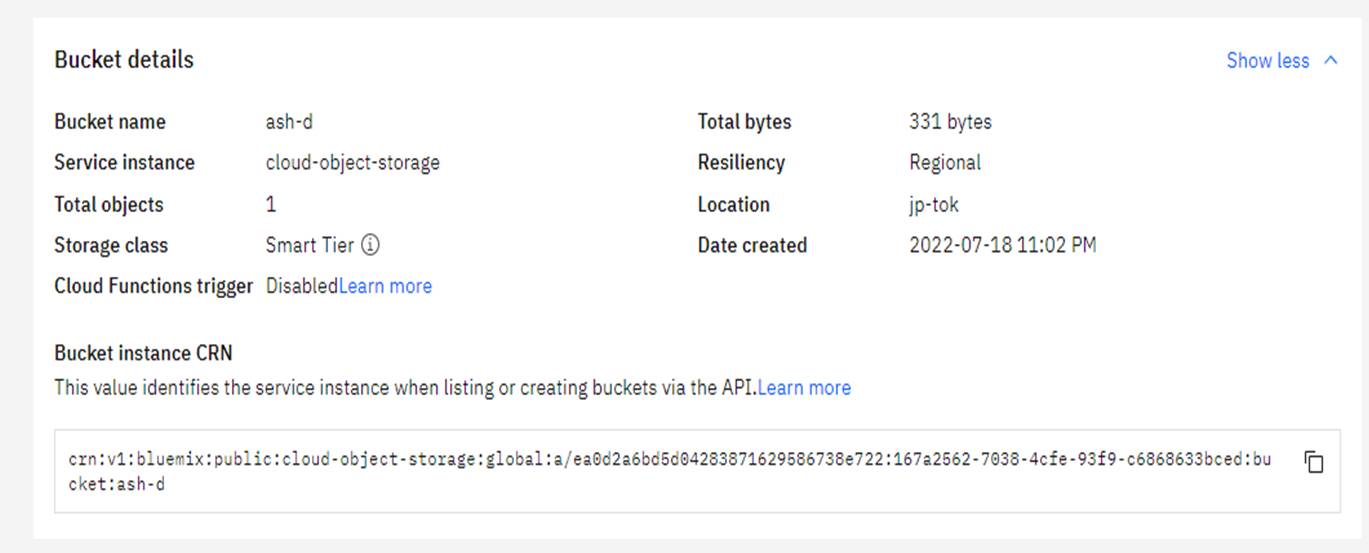 Bucket details
Show less
Bucket name ash-d
Total bytes 331 bytes
Service instance cloud-object-storage
Resiliency Regional
Total objects 1
Location jp-tok
Storage class Smart Tier
Date created 2022-07-18 11:02 PM
Cloud Functions trigger DisabledLearn more
Bucket instance CRN
This value identifies the service instance when listing or creating buckets via the API.Learn more
crn:v1:bluemix:public:cloud-object-storage:global:a/ea0d2a6bd5d04283871629586738e722:167a2562-7038-4cfe-93f9-c6868633bced:bu
cket:ash-d